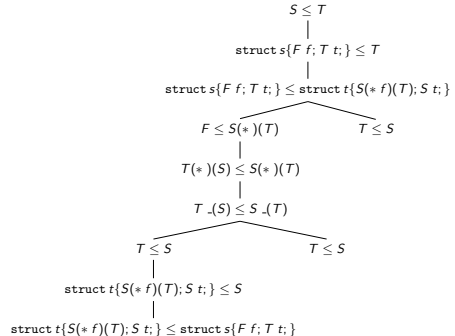 S ≤ T
struct s{F f; T t; } ≤ T
struct s{F f; T t; } ≤ struct t{S(* f)(T); S t; }
F ≤ S(* )(T) T ≤ S
T(* )(S) ≤ S(* )(T)
T _(S) ≤ S _(T)
T ≤ S T ≤ S
struct t{S(* f)(T); S t; } ≤ S
struct t{S(* f)(T); S t; } ≤ struct s{F f; T t; }